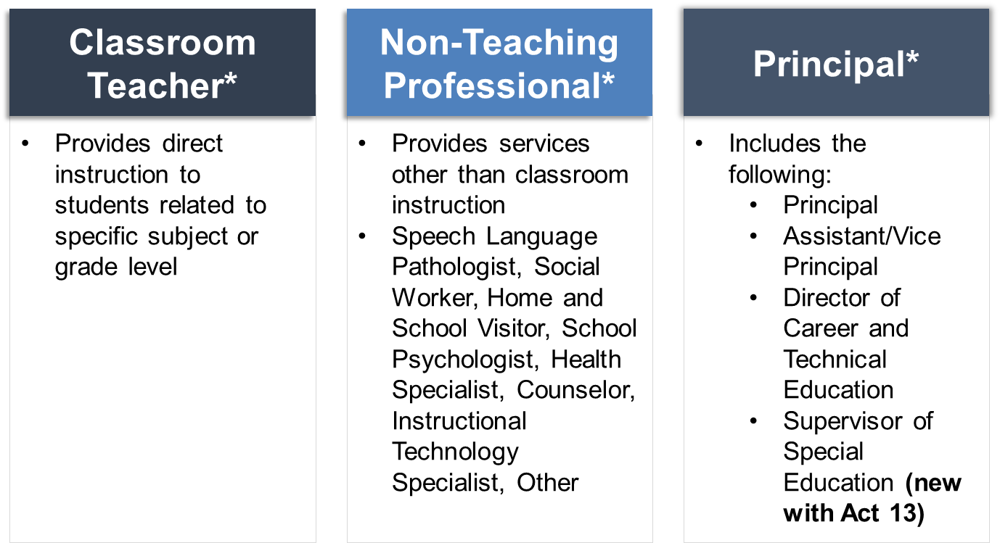 Classroom
Teacher*
• Provides direct
instruction to
students related to
specific subject or
grade level
Non-Teaching
Professional*
• Provides services
other than classroom
instruction
• Speech Language
Pathologist, Social
Worker, Home and
School Visitor, School
Psychologist, Health
Specialist, Counselor,
Instructional
Technology
Specialist, Other
Principal*
• Includes the
following:
• Principal
• Assistant/Vice
Principal
• Director of
Career and
Technical
Education
• Supervisor of
Special
Education (new
with Act 13)